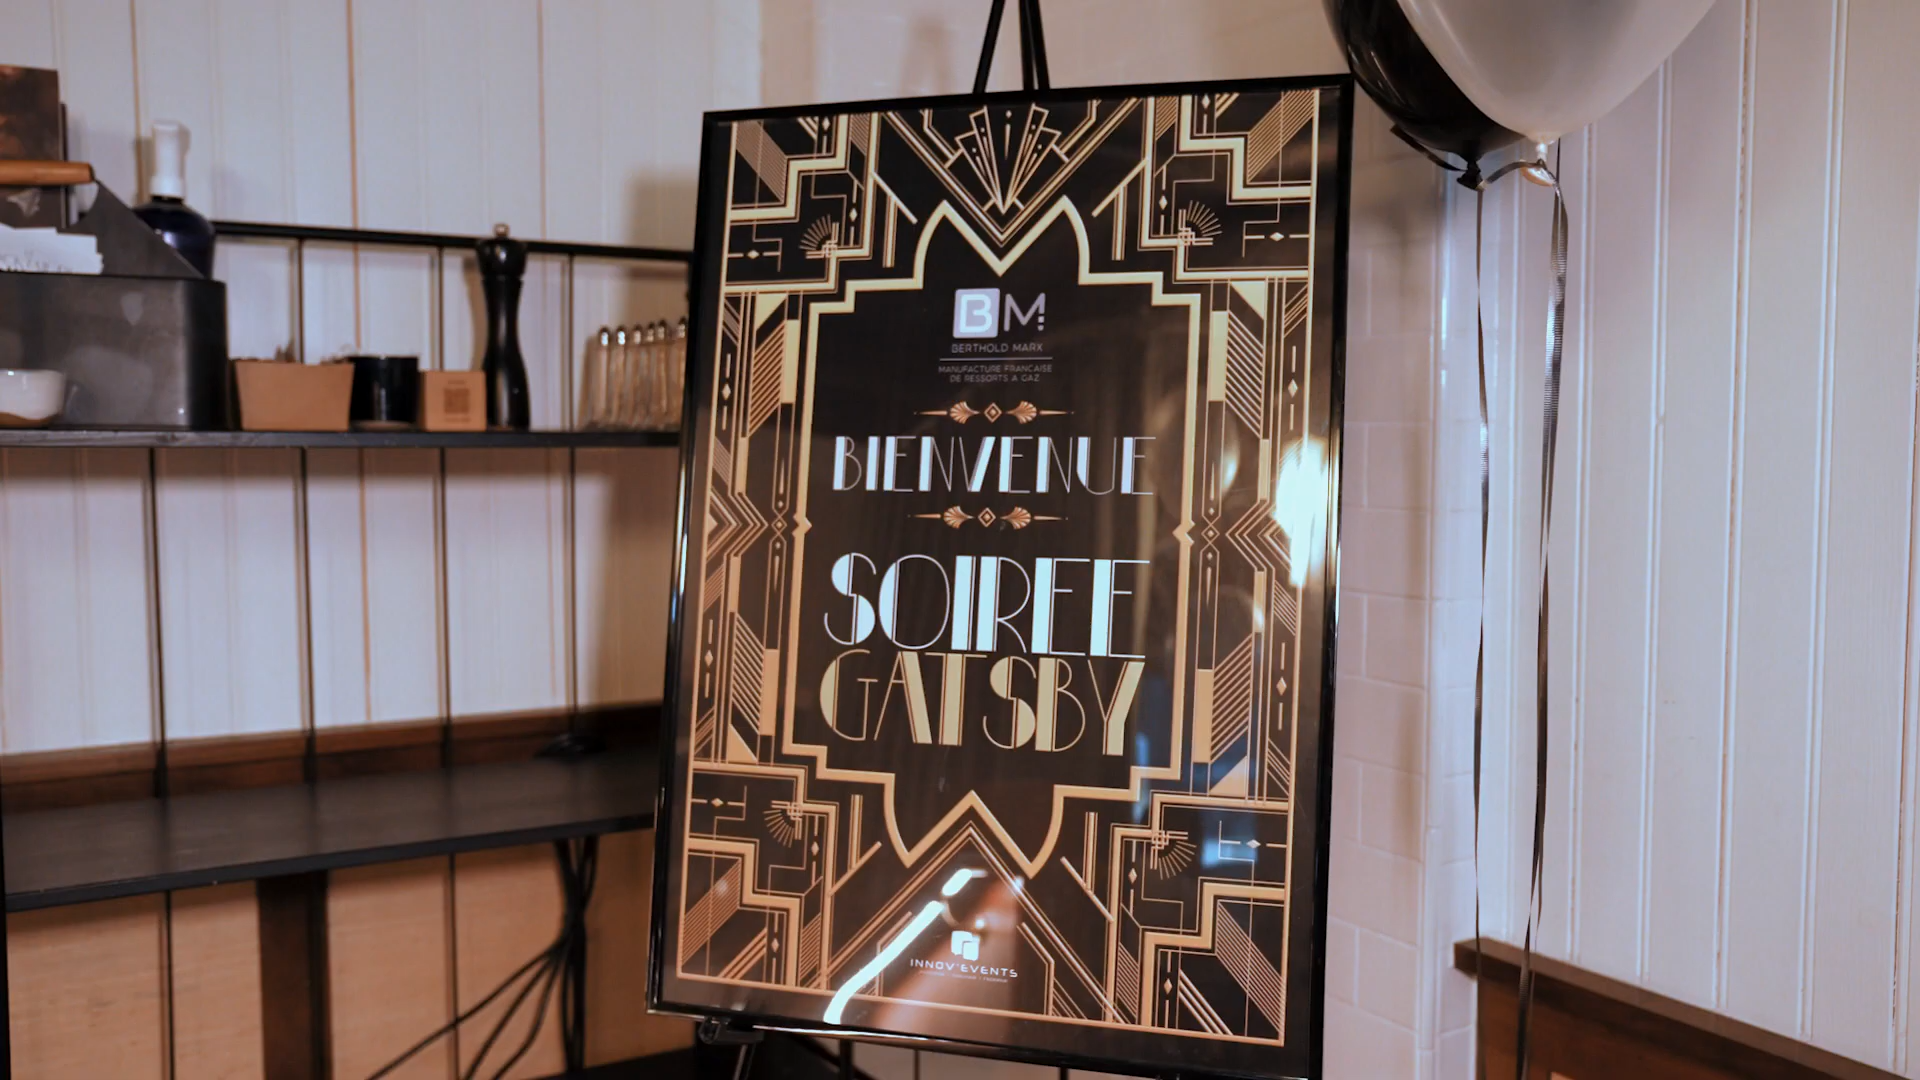 BM
BERTHOLD MARX
MANUFACTURE FRANCAISE
DE RESSORTS A GAZ
BIENVENUE
SOIREE
GATSBY
INNOV'EVENTS